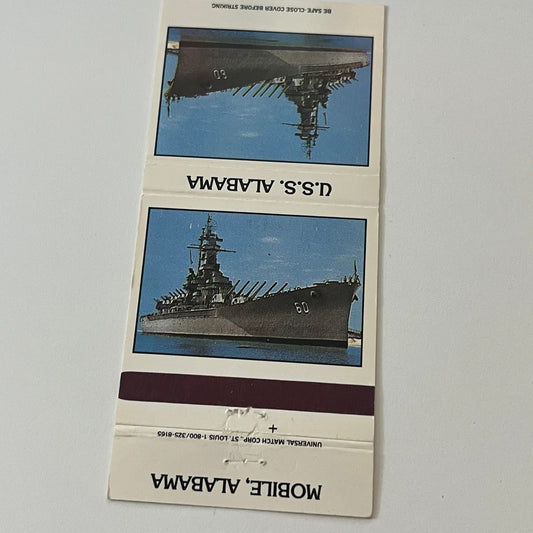 BE SAFE-CLOSE COVER BEFORE STRIKING
60
U.S.S. ALABAMA
60
UNIVERSAL MATCH CORP., ST. LOUIS 1-800/325-8165
MOBILE, ALABAMA